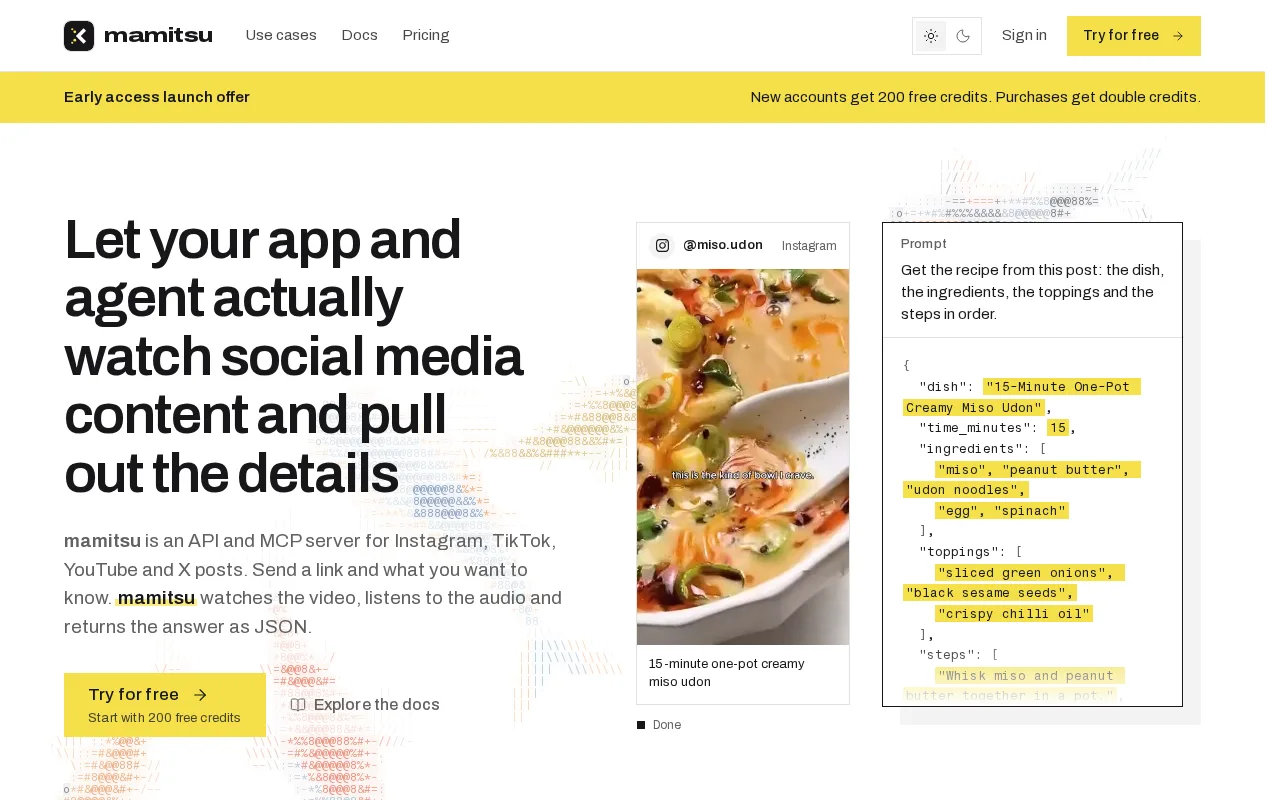 mamitsu
Use cases
Docs
Pricing
Sign in
Try for free
Early access launch offer
New accounts get 200 free credits. Purchases get double credits.
Let your app and
agent actually
watch social media
content and pull
out the details
mamitsu is an API and MCP server for Instagram, TikTok,
YouTube and X posts. Send a link and what you want to
know. mamitsu watches the video, listens to the audio and
returns the answer as JSON.
Try for free
Start with 200 free credits
Explore the docs
@miso.udon
Instagram
this is the kind of bowl I crave.
15-minute one-pot creamy
miso udon
Done
Prompt
Get the recipe from this post: the dish,
the ingredients, the toppings and the
steps in order.
{
"dish": "15-Minute One-Pot
Creamy Miso Udon",
"time_minutes": 15,
"ingredients": [
"miso", "peanut butter",
"udon noodles",
"egg", "spinach"
],
"toppings": [
"sliced green onions",
"black sesame seeds",
"crispy chilli oil"
],
"steps": [
"Whisk miso and peanut
butter together in a pot.",